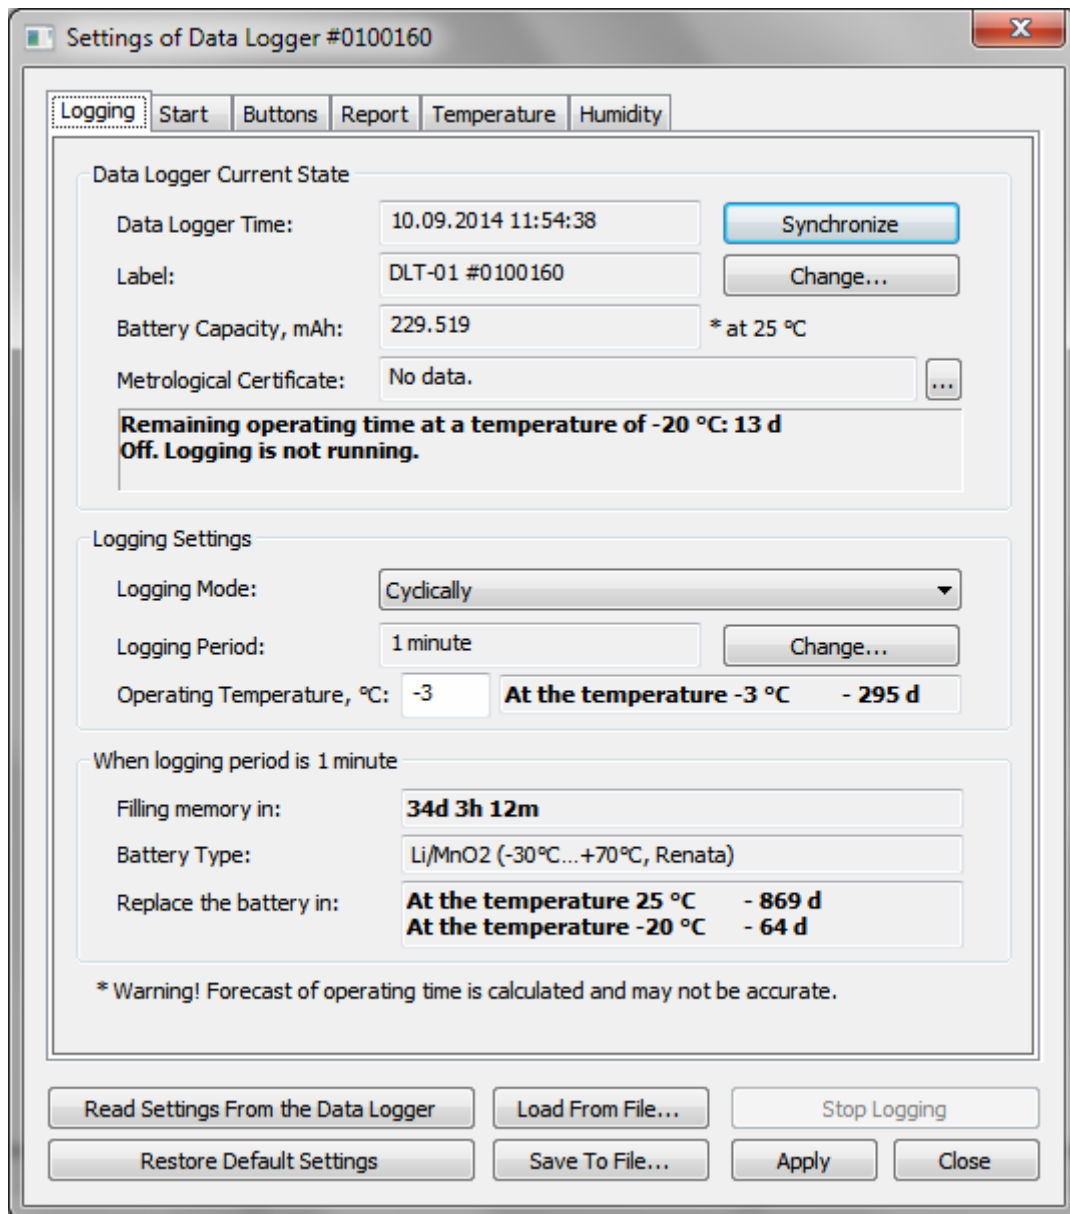 Settings of Data Logger #0100160
Logging Start Buttons Report Temperature Humidity
Data Logger Current State
Data Logger Time: 10.09.2014 11:54:38 Synchronize
Label: DLT-01 #0100160 Change...
Battery Capacity, mAh: 229.519 * at 25 °C
Metrological Certificate: No data. ...
Remaining operating time at a temperature of -20 °C: 13 d
Off. Logging is not running.
Logging Settings
Logging Mode: Cyclically
Logging Period: 1 minute Change...
Operating Temperature, °C: -3 At the temperature -3 °C - 295 d
When logging period is 1 minute
Filling memory in: 34d 3h 12m
Battery Type: Li/MnO2 (-30°C...+70°C, Renata)
Replace the battery in: At the temperature 25 °C - 869 d
At the temperature -20 °C - 64 d
* Warning! Forecast of operating time is calculated and may not be accurate.
Read Settings From the Data Logger Load From File... Stop Logging
Restore Default Settings Save To File... Apply Close